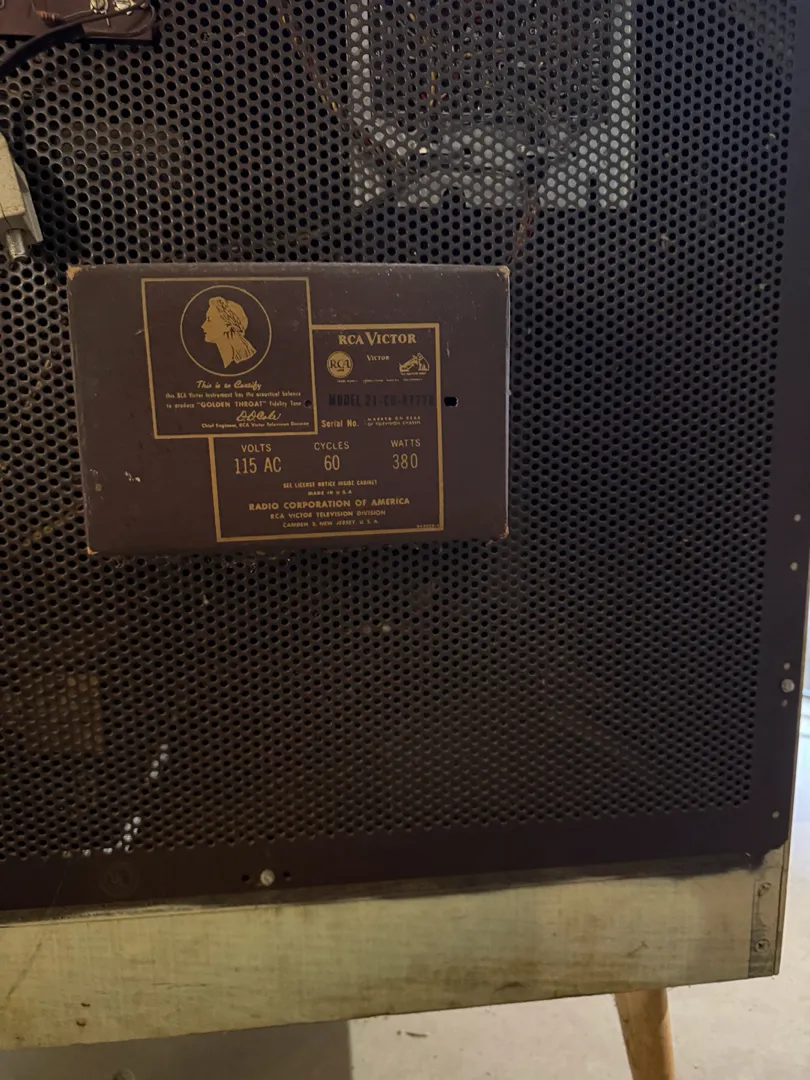 This is to Certify
this RCA Victor Instrument has the acoustical balance
to produce "GOLDEN THROAT" Fidelity Tone
Chief Engineer, RCA Victor Television Division
RCA VICTOR
RCA
VICTOR
MODEL 21-
Serial No.
VOLTS CYCLES WATTS
115 AC 60 380
SEE LICENSE NOTICE INSIDE CABINET
MADE IN U.S.A
RADIO CORPORATION OF AMERICA
RCA VICTOR TELEVISION DIVISION
CAMDEN 2, NEW JERSEY, U. S. A.